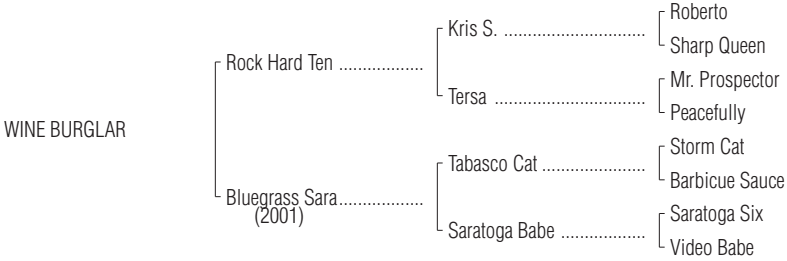 Roberto
Kris S. ..............................
Sharp Queen
Rock Hard Ten ..................
Mr. Prospector
Tersa ................................
Peacefully
WINE BURGLAR
Storm Cat
Tabasco Cat ......................
Barbicue Sauce
Bluegrass Sara..................
(2001)
Saratoga Six
Saratoga Babe ..................
Video Babe